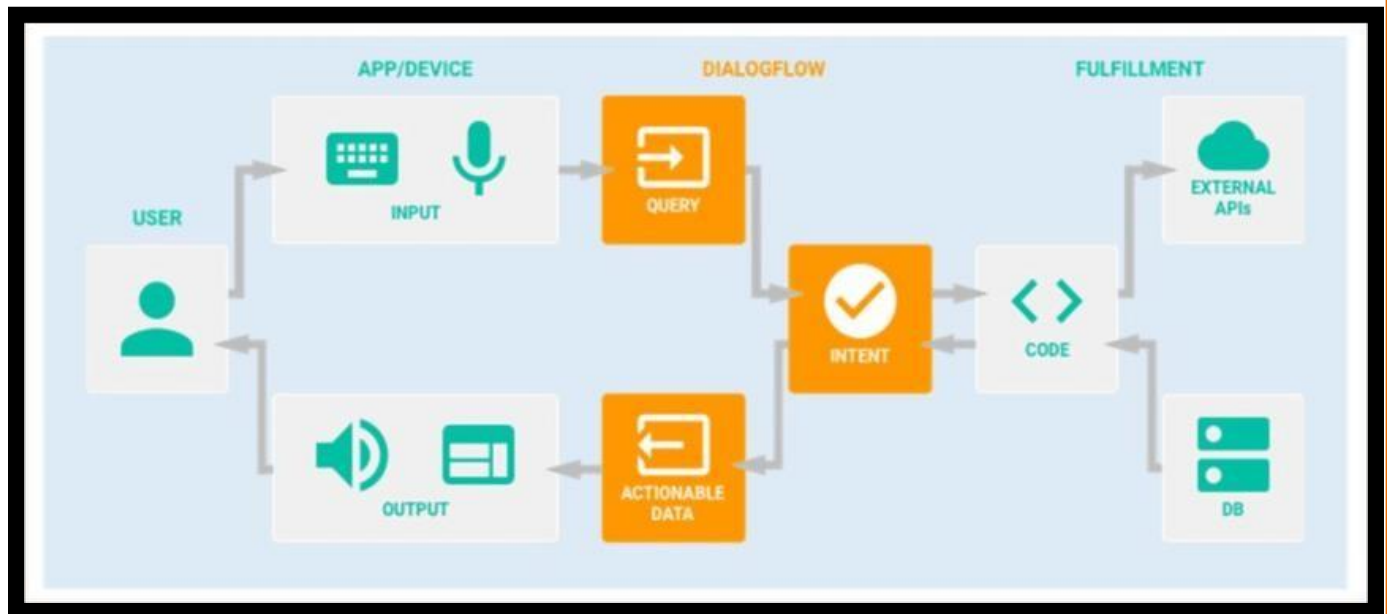 APP/DEVICE
DIALOGFLOW
FULFILLMENT
INPUT
QUERY
EXTERNAL
APIs
USER
INTENT
CODE
OUTPUT
ACTIONABLE
DATA
DB